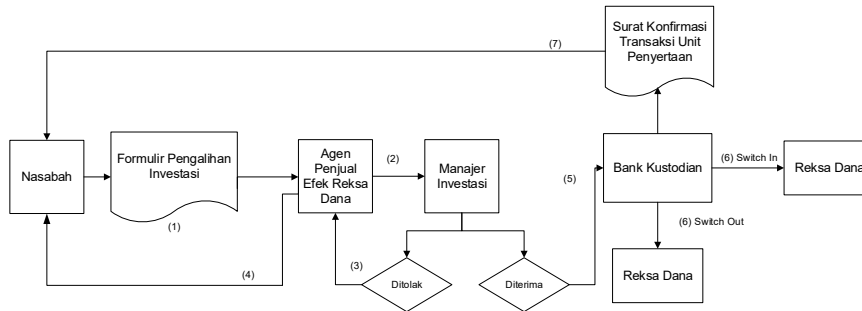 Surat Konfirmasi
Transaksi Unit
Penyertaan
(7)
Nasabah
Formulir Pengalihan
Investasi
(1)
Agen
Penjual
Efek Reksa
Dana
(2)
Manajer
Investasi
(5)
Bank Kustodian
(6) Switch In
Reksa Dana
(6) Switch Out
Reksa Dana
(4)
(3)
Ditolak
Diterima